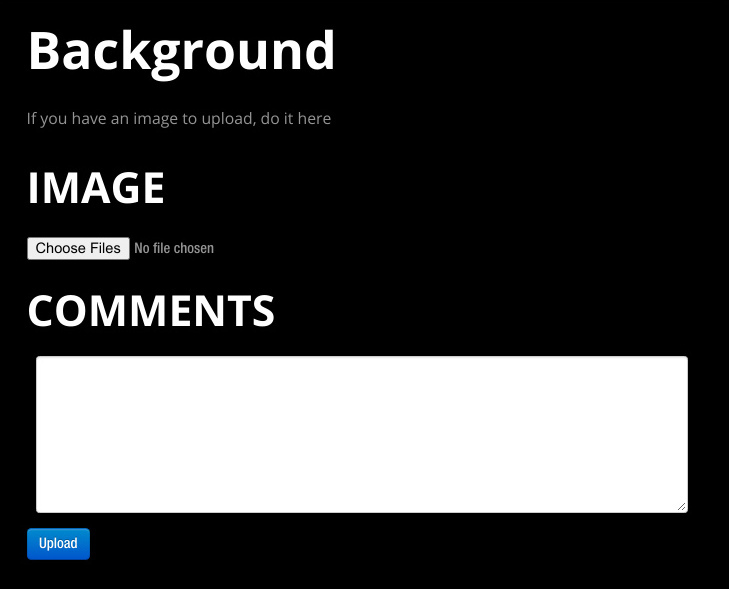 Background
If you have an image to upload, do it here
IMAGE
Choose Files No file chosen
COMMENTS
Upload